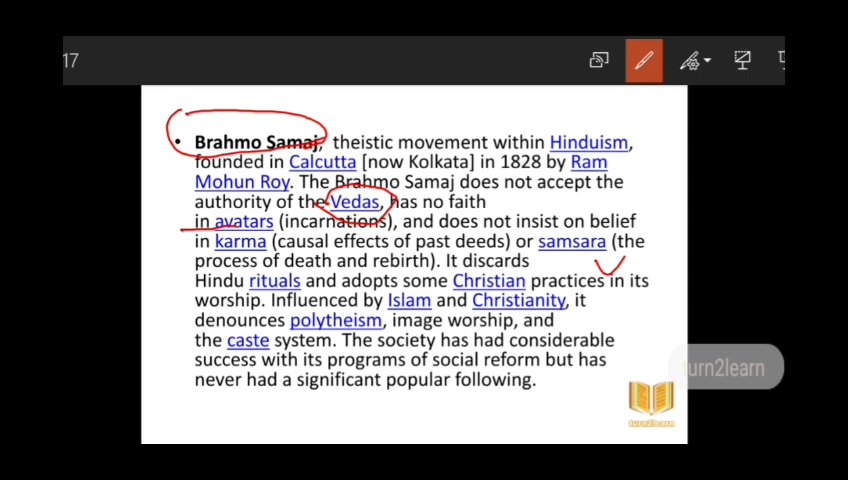 17
• Brahmo Samaj, theistic movement within Hinduism,
founded in Calcutta [now Kolkata] in 1828 by Ram
Mohun Roy. The Brahmo Samaj does not accept the
authority of the Vedas, has no faith
in avatars (incarnations), and does not insist on belief
in karma (causal effects of past deeds) or samsara (the
process of death and rebirth). It discards
Hindu rituals and adopts some Christian practices in its
worship. Influenced by Islam and Christianity, it
denounces polytheism, image worship, and
the caste system. The society has had considerable
success with its programs of social reform but has
never had a significant popular following.
turn2learn
turn2learn